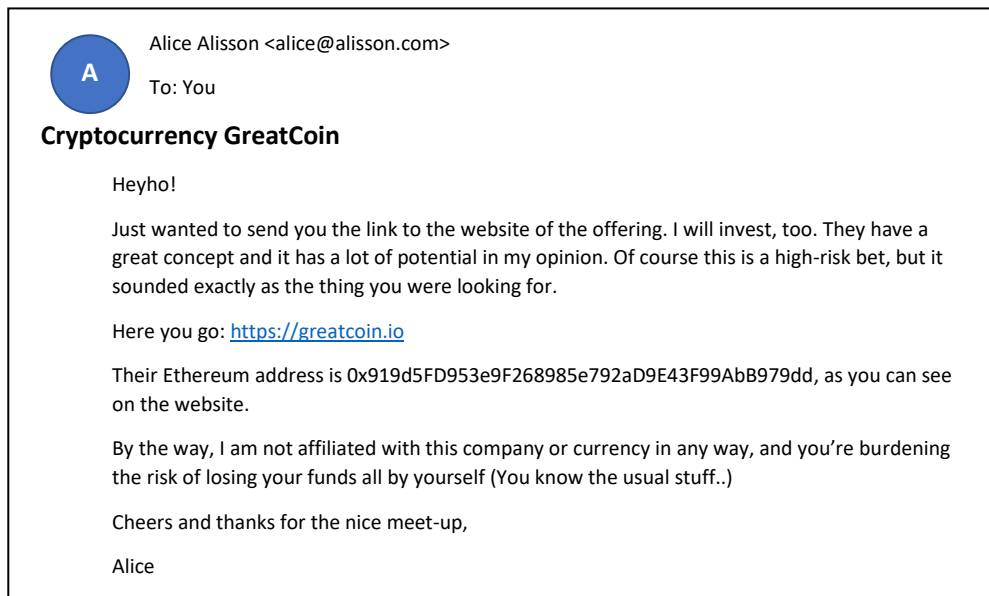 Alice Alisson <alice@alisson.com>
A
To: You
Cryptocurrency GreatCoin
Heyho!
Just wanted to send you the link to the website of the offering. I will invest, too. They have a
great concept and it has a lot of potential in my opinion. Of course this is a high-risk bet, but it
sounded exactly as the thing you were looking for.
Here you go: https://greatcoin.io
Their Ethereum address is 0x919d5FD953e9F268985e792aD9E43F99AbB979dd, as you can see
on the website.
By the way, I am not affiliated with this company or currency in any way, and you’re burdening
the risk of losing your funds all by yourself (You know the usual stuff..)
Cheers and thanks for the nice meet-up,
Alice